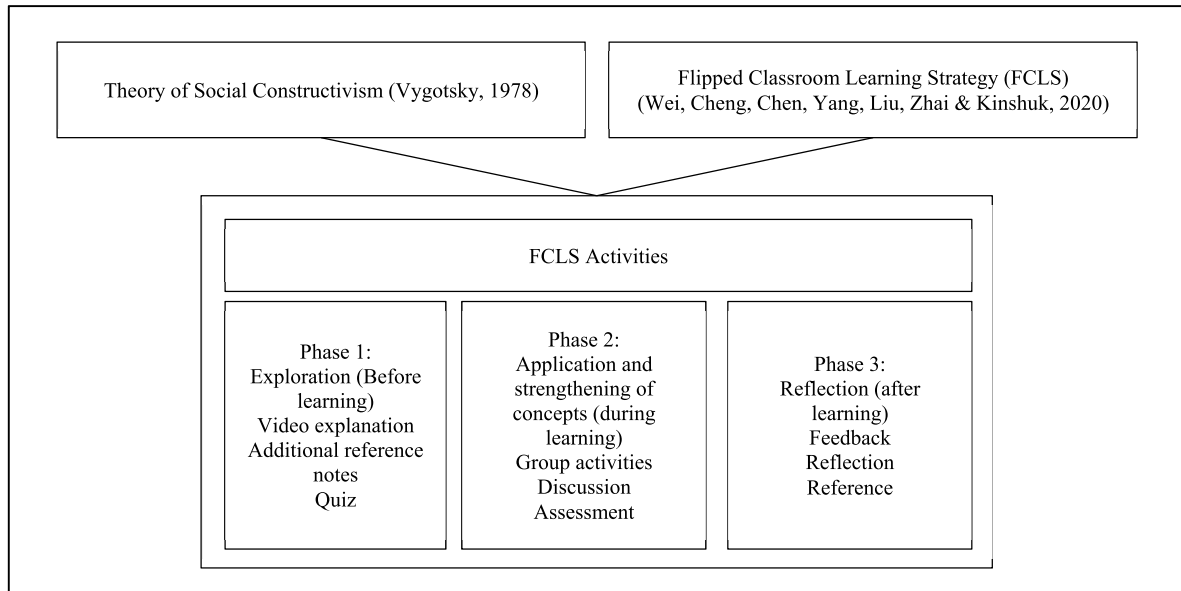 Theory of Social Constructivism (Vygotsky, 1978)
Flipped Classroom Learning Strategy (FCLS)
(Wei, Cheng, Chen, Yang, Liu, Zhai & Kinshuk, 2020)
FCLS Activities
Phase 1:
Exploration (Before
learning)
Video explanation
Additional reference
notes
Quiz
Phase 2:
Application and
strengthening of
concepts (during
learning)
Group activities
Discussion
Assessment
Phase 3:
Reflection (after
learning)
Feedback
Reflection
Reference